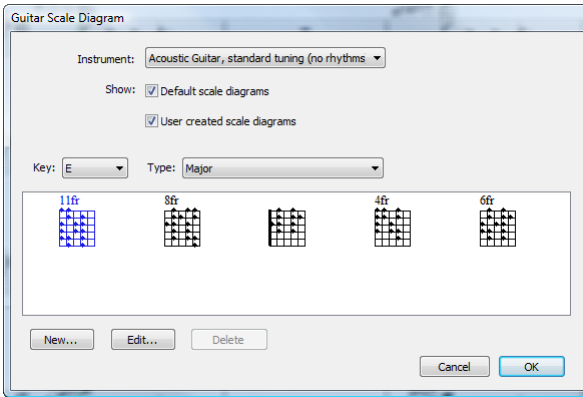 Guitar Scale Diagram
Instrument: Acoustic Guitar, standard tuning (no rhythms
Show: Default scale diagrams
User created scale diagrams
Key: E Type: Major
11fr 8fr 4fr 6fr
New... Edit... Delete
Cancel OK